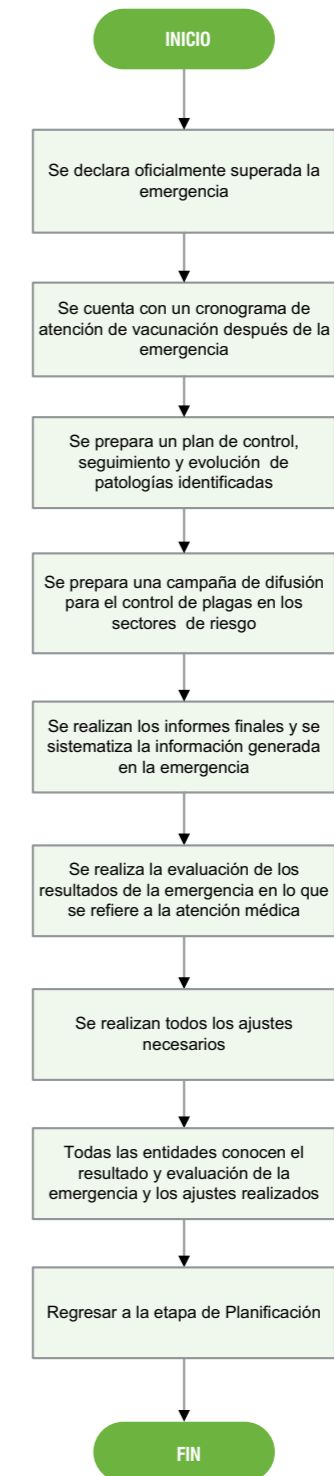 INICIO
Se declara oficialmente superada la
emergencia
Se cuenta con un cronograma de
atención de vacunación después de la
emergencia
Se prepara un plan de control,
seguimiento y evolución de
patologías identificadas
Se prepara una campaña de difusión
para el control de plagas en los
sectores de riesgo
Se realizan los informes finales y se
sistematiza la información generada
en la emergencia
Se realiza la evaluación de los
resultados de la emergencia en lo que
se refiere a la atención médica
Se realizan todos los ajustes
necesarios
Todas las entidades conocen el
resultado y evaluación de la
emergencia y los ajustes realizados
Regresar a la etapa de Planificación
FIN